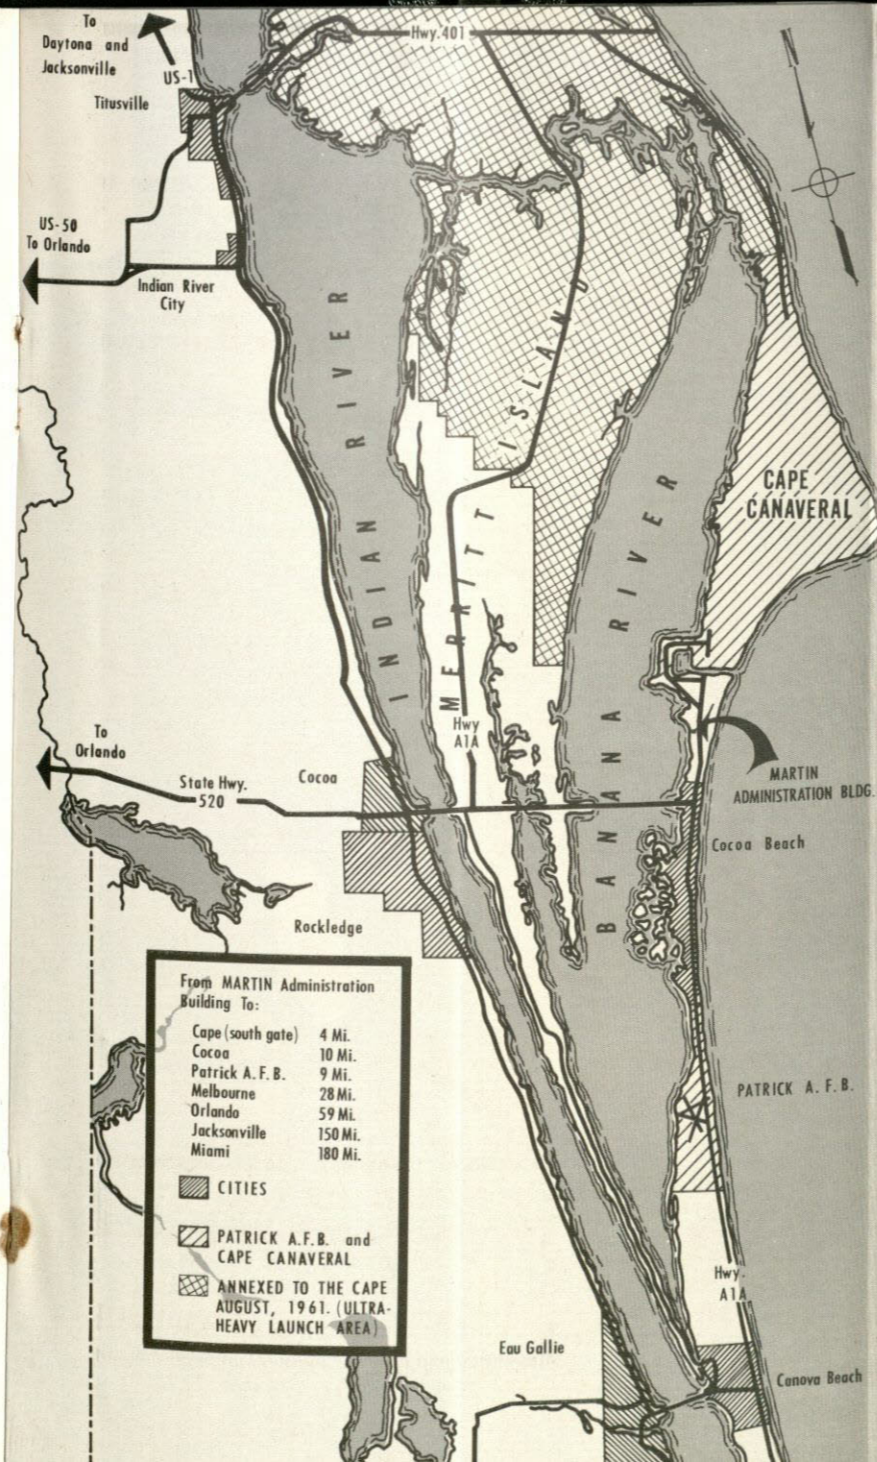 To
Daytona and
Jacksonville
US-1
Titusville
Hwy. 401
N
US-50
To Orlando
Indian River
City
INDIAN RIVER
MERRITT ISLAND
BANANA RIVER
CAPE
CANAVERAL
To
Orlando
State Hwy.
520
Cocoa
Hwy
A1A
MARTIN
ADMINISTRATION BLDG.
Cocoa Beach
Rockledge
From MARTIN Administration
Building To:
Cape (south gate) 4 Mi.
Cocoa 10 Mi.
Patrick A.F.B. 9 Mi.
Melbourne 28 Mi.
Orlando 59 Mi.
Jacksonville 150 Mi.
Miami 180 Mi.
CITIES
PATRICK A.F.B. and
CAPE CANAVERAL
ANNEXED TO THE CAPE
AUGUST, 1961. (ULTRA-
HEAVY LAUNCH AREA)
PATRICK A.F.B.
Hwy.
A1A
Eau Gallie
Canova Beach